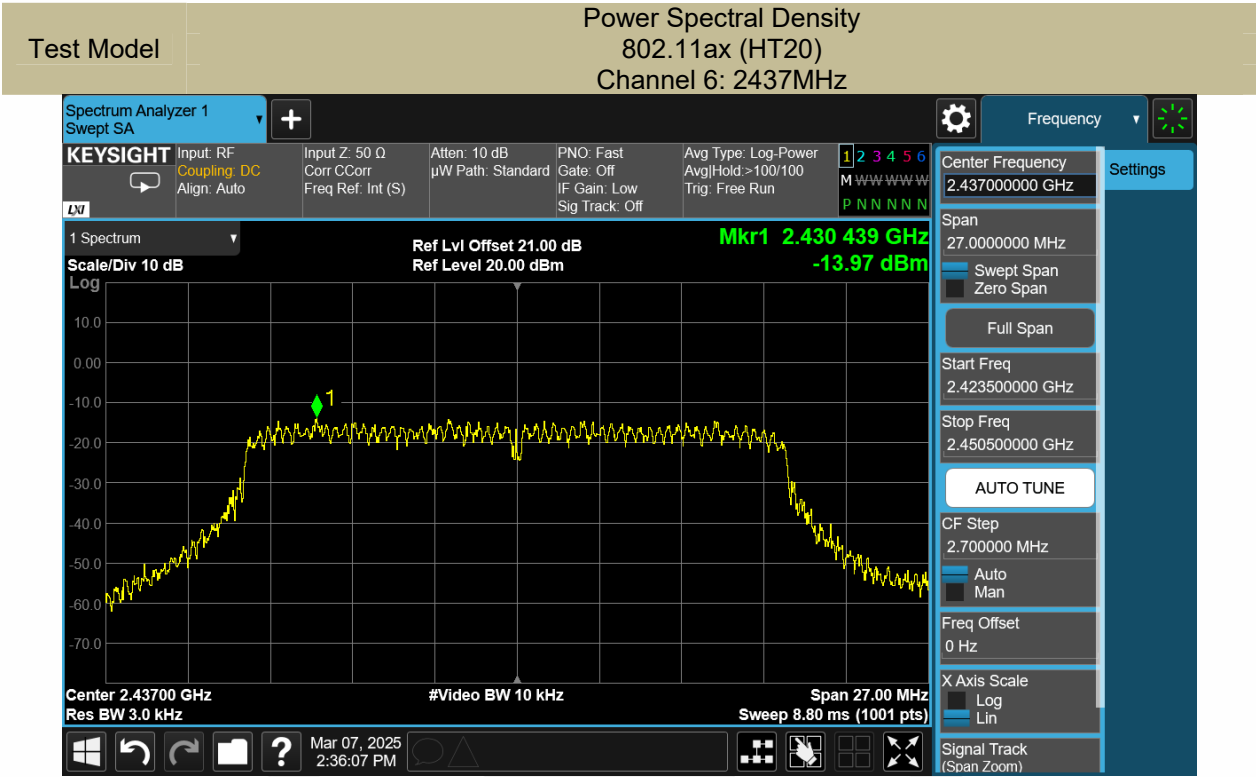 Test Model
Power Spectral Density
802.11ax (HT20)
Channel 6: 2437MHz
Spectrum Analyzer 1
Swept SA
Frequency
KEYSIGHT
LXI
Input: RF
Coupling: DC
Align: Auto
Input Z: 50 Ω
Corr CCorr
Freq Ref: Int (S)
Atten: 10 dB
µW Path: Standard
PNO: Fast
Gate: Off
IF Gain: Low
Sig Track: Off
Avg Type: Log-Power
Avg|Hold:>100/100
Trig: Free Run
1 2 3 4 5 6
M W W W W W
P N N N N N
Center Frequency
2.437000000 GHz
Settings
Span
27.0000000 MHz
Swept Span
Zero Span
Full Span
Start Freq
2.423500000 GHz
Stop Freq
2.450500000 GHz
AUTO TUNE
CF Step
2.700000 MHz
Auto
Man
Freq Offset
0 Hz
X Axis Scale
Log
Lin
Signal Track
(Span Zoom)
1 Spectrum
Scale/Div 10 dB
Log
Ref Lvl Offset 21.00 dB
Ref Level 20.00 dBm
Mkr1 2.430 439 GHz
-13.97 dBm
10.0
0.00
-10.0
-20.0
-30.0
-40.0
-50.0
-60.0
-70.0
1
Center 2.43700 GHz
Res BW 3.0 kHz
#Video BW 10 kHz
Span 27.00 MHz
Sweep 8.80 ms (1001 pts)
?
Mar 07, 2025
2:36:07 PM